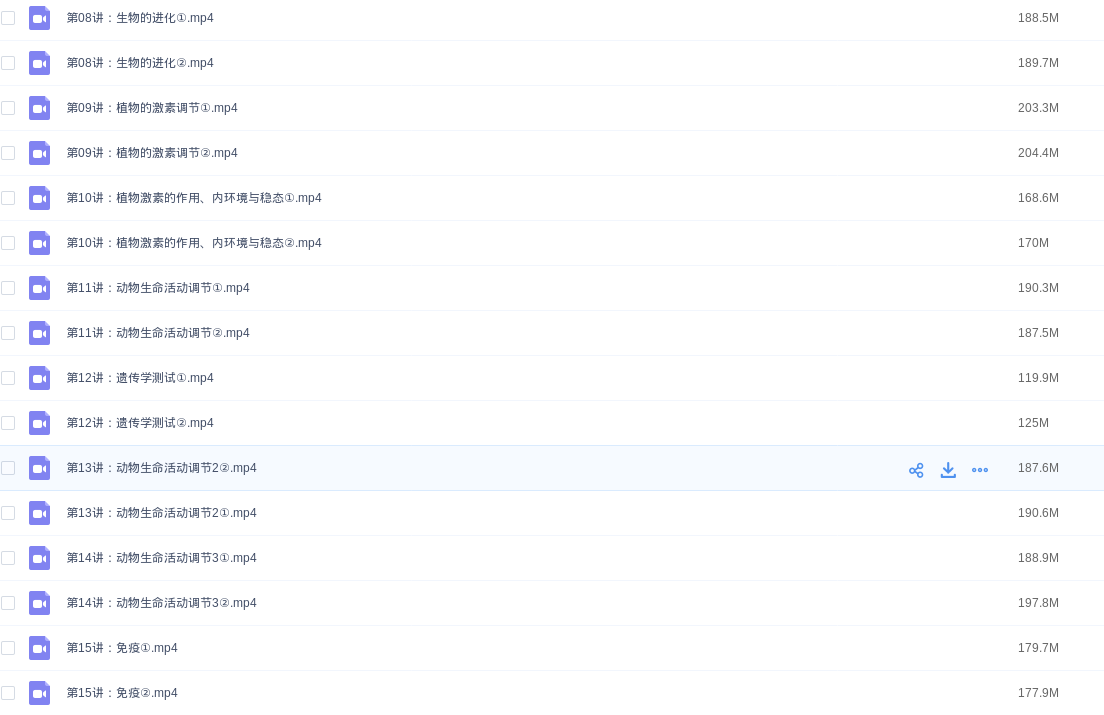 第08讲：生物的进化①.mp4 188.5M
第08讲：生物的进化②.mp4 189.7M
第09讲：植物的激素调节①.mp4 203.3M
第09讲：植物的激素调节②.mp4 204.4M
第10讲：植物激素的作用、内环境与稳态①.mp4 168.6M
第10讲：植物激素的作用、内环境与稳态②.mp4 170M
第11讲：动物生命活动调节①.mp4 190.3M
第11讲：动物生命活动调节②.mp4 187.5M
第12讲：遗传学测试①.mp4 119.9M
第12讲：遗传学测试②.mp4 125M
第13讲：动物生命活动调节2②.mp4 187.6M
第13讲：动物生命活动调节2①.mp4 190.6M
第14讲：动物生命活动调节3①.mp4 188.9M
第14讲：动物生命活动调节3②.mp4 197.8M
第15讲：免疫①.mp4 179.7M
第15讲：免疫②.mp4 177.9M